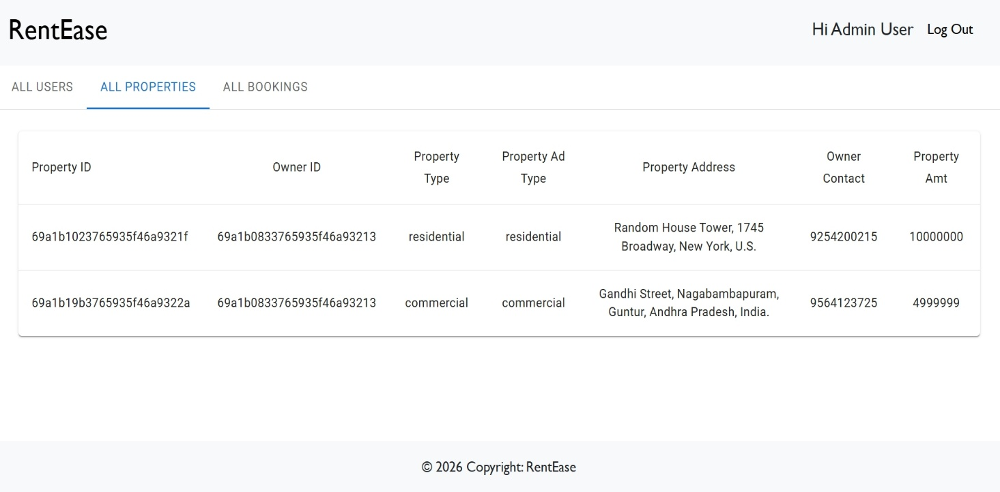 RentEase
Hi Admin User Log Out
ALL USERS ALL PROPERTIES ALL BOOKINGS
Property ID Owner ID Property Type Property Ad Type Property Address Owner Contact Property Amt
69a1b1023765935f46a9321f 69a1b0833765935f46a93213 residential residential Random House Tower, 1745 Broadway, New York, U.S. 9254200215 10000000
69a1b19b3765935f46a9322a 69a1b0833765935f46a93213 commercial commercial Gandhi Street, Nagabambapuram, Guntur, Andhra Pradesh, India. 9564123725 4999999
© 2026 Copyright: RentEase